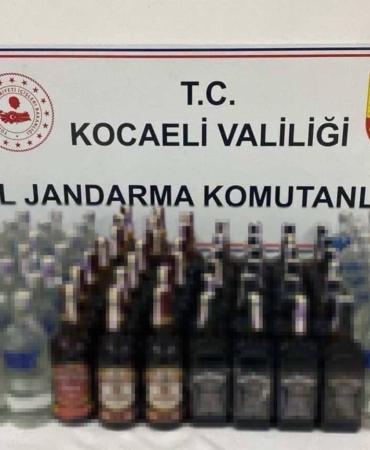 T.C.
KOCAELİ VALİLİĞİ
L JANDARMA KOMUTANL